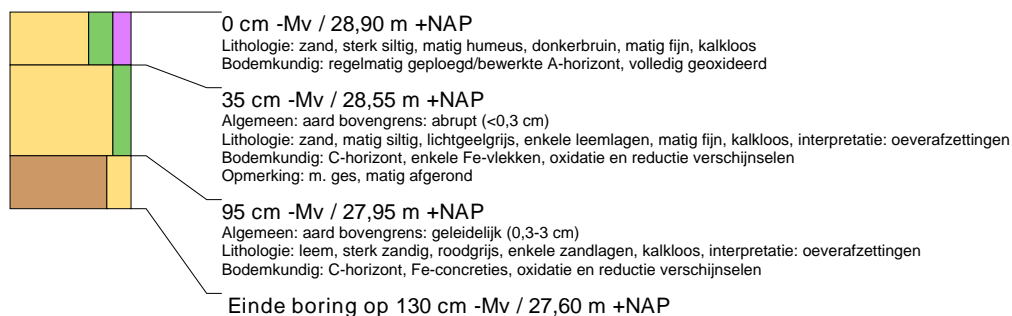 0 cm -Mv / 28,90 m +NAP
Lithologie: zand, sterk siltig, matig humeus, donkerbruin, matig fijn, kalkloos
Bodemkundig: regelmatig geploegd/bewerkte A-horizont, volledig geoxideerd
35 cm -Mv / 28,55 m +NAP
Algemeen: aard bovengrens: abrupt (<0,3 cm)
Lithologie: zand, matig siltig, lichtgeelgrijs, enkele leemlagen, matig fijn, kalkloos, interpretatie: oeverafzettingen
Bodemkundig: C-horizont, enkele Fe-vlekken, oxidatie en reductie verschijnselen
Opmerking: m. ges, matig afgerond
95 cm -Mv / 27,95 m +NAP
Algemeen: aard bovengrens: geleidelijk (0,3-3 cm)
Lithologie: leem, sterk zandig, roodgrijs, enkele zandlagen, kalkloos, interpretatie: oeverafzettingen
Bodemkundig: C-horizont, Fe-concreties, oxidatie en reductie verschijnselen
Einde boring op 130 cm -Mv / 27,60 m +NAP